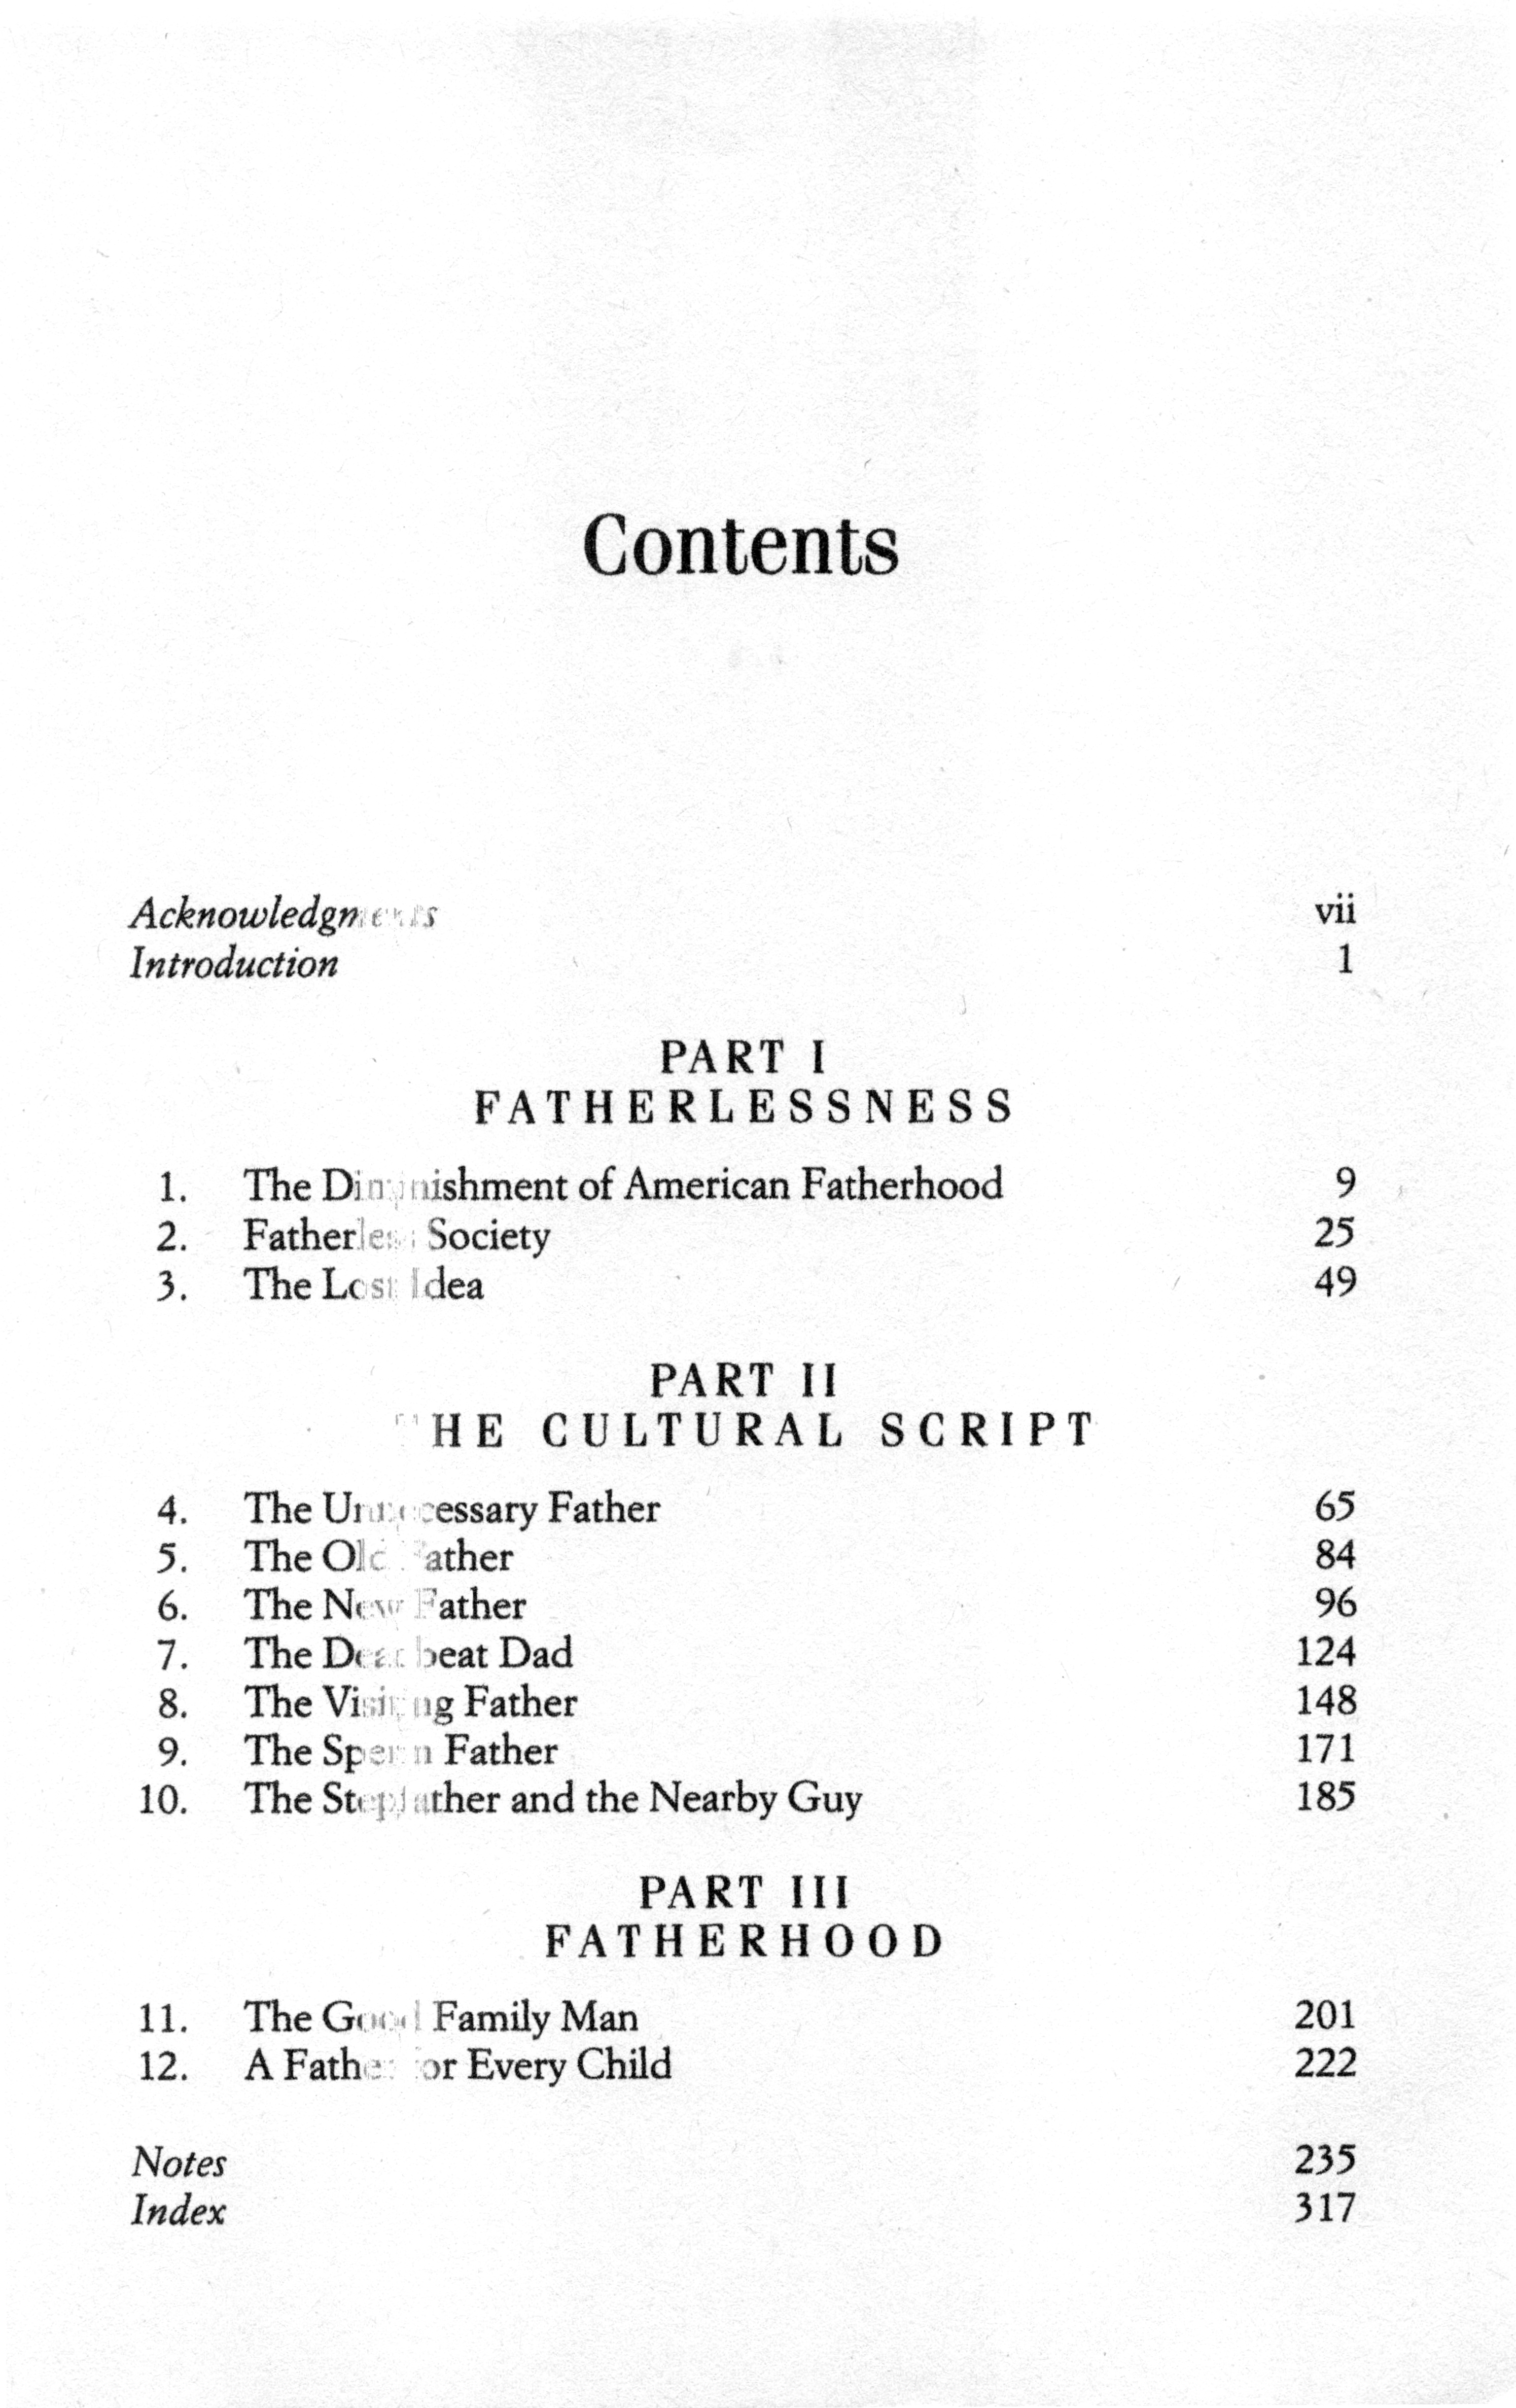 Contents
Acknowledgments vii
Introduction 1
PART I
FATHERLESSNESS
1. The Diminishment of American Fatherhood 9
2. Fatherless Society 25
3. The Lost Idea 49
PART II
THE CULTURAL SCRIPT
4. The Unnecessary Father 65
5. The Old Father 84
6. The New Father 96
7. The Deadbeat Dad 124
8. The Visiting Father 148
9. The Sperm Father 171
10. The Stepfather and the Nearby Guy 185
PART III
FATHERHOOD
11. The Good Family Man 201
12. A Father for Every Child 222
Notes 235
Index 317